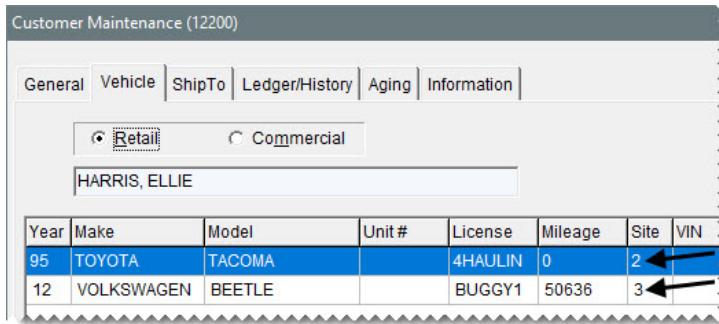 Customer Maintenance (12200)
General Vehicle ShipTo Ledger/History Aging Information
Retail Commercial
HARRIS, ELLIE
Year Make Model Unit # License Mileage Site VIN
95 TOYOTA TACOMA 4HAULIN 0 2
12 VOLKSWAGEN BEETLE BUGGY1 50636 3